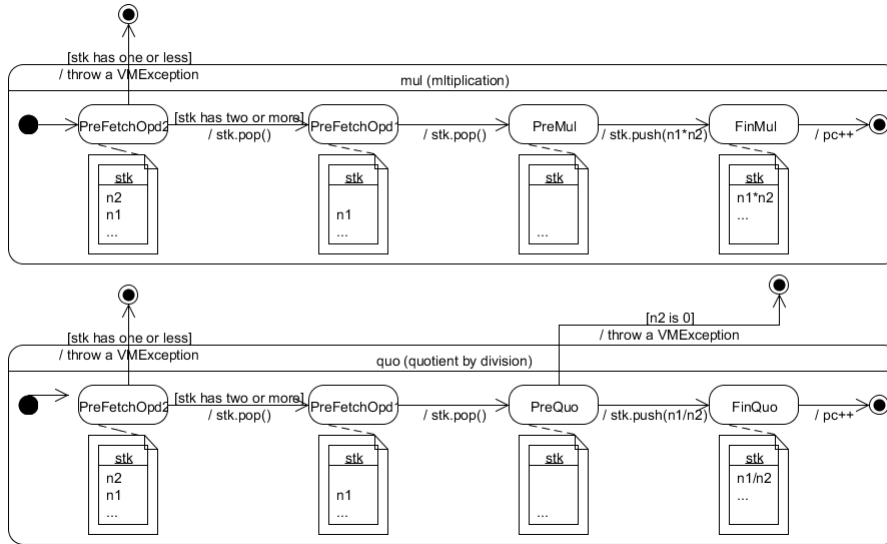 [stk has one or less]
/ throw a VMException
mul (mltiplication)
PreFetchOpd2
[stk has two or more]
/ stk.pop()
PreFetchOpd
/ stk.pop()
PreMul
/ stk.push(n1*n2)
FinMul
/ pc++
stk
n2
n1
...
stk
n1
...
stk
...
stk
n1*n2
...
[stk has one or less]
/ throw a VMException
[n2 is 0]
/ throw a VMException
quo (quotient by division)
PreFetchOpd2
[stk has two or more]
/ stk.pop()
PreFetchOpd
/ stk.pop()
PreQuo
/ stk.push(n1/n2)
FinQuo
/ pc++
stk
n2
n1
...
stk
n1
...
stk
...
stk
n1/n2
...